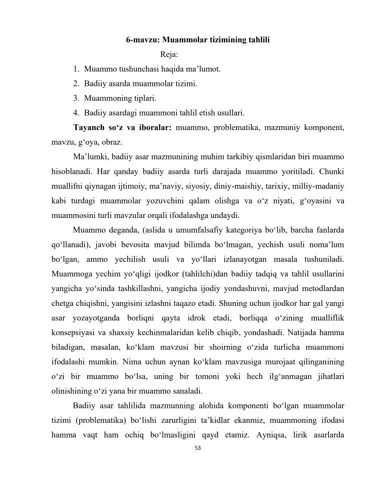 6-mavzu: Muammolar tizimining tahlili
Reja:
1. Muammo tushunchasi haqida ma’lumot.
2. Badiiy asarda muammolar tizimi.
3. Muammoning tiplari.
4. Badiiy asardagi muammoni tahlil etish usullari.
Tayanch so‘z va iboralar: muammo, problematika, mazmuniy komponent,
mavzu, g‘oya, obraz.
Ma’lumki, badiiy asar mazmunining muhim tarkibiy qismlaridan biri muammo
hisoblanadi. Har qanday badiiy asarda turli darajada muammo yoritiladi. Chunki
muallifni qiynagan ijtimoiy, ma’naviy, siyosiy, diniy-maishiy, tarixiy, milliy-madaniy
kabi turdagi muammolar yozuvchini qalam olishga va o‘z niyati, g‘oyasini va
muammosini turli mavzular orqali ifodalashga undaydi.
Muammo deganda, (aslida u umumfalsafiy kategoriya bo‘lib, barcha fanlarda
qo‘llanadi), javobi bevosita mavjud bilimda bo‘lmagan, yechish usuli noma’lum
bo‘lgan, ammo yechilish usuli va yo‘llari izlanayotgan masala tushuniladi.
Muammoga yechim yo‘qligi ijodkor (tahlilchi)dan badiiy tadqiq va tahlil usullarini
yangicha yo‘sinda tashkillashni, yangicha ijodiy yondashuvni, mavjud metodlardan
chetga chiqishni, yangisini izlashni taqazo etadi. Shuning uchun ijodkor har gal yangi
asar yozayotganda borliqni qayta idrok etadi, borliqqa o‘zining mualliflik
konsepsiyasi va shaxsiy kechinmalaridan kelib chiqib, yondashadi. Natijada hamma
biladigan, masalan, ko‘klam mavzusi bir shoirning o‘zida turlicha muammoni
ifodalashi mumkin. Nima uchun aynan ko‘klam mavzusiga murojaat qilinganining
o‘zi bir muammo bo‘lsa, uning bir tomoni yoki hech ilg‘anmagan jihatlari
olinishining o‘zi yana bir muammo sanaladi.
Badiiy asar tahlilida mazmunning alohida komponenti bo‘lgan muammolar
tizimi (problematika) bo‘lishi zarurligini ta’kidlar ekanmiz, muammoning ifodasi
hamma vaqt ham ochiq bo‘lmasligini qayd etamiz. Ayniqsa, lirik asarlarda
53